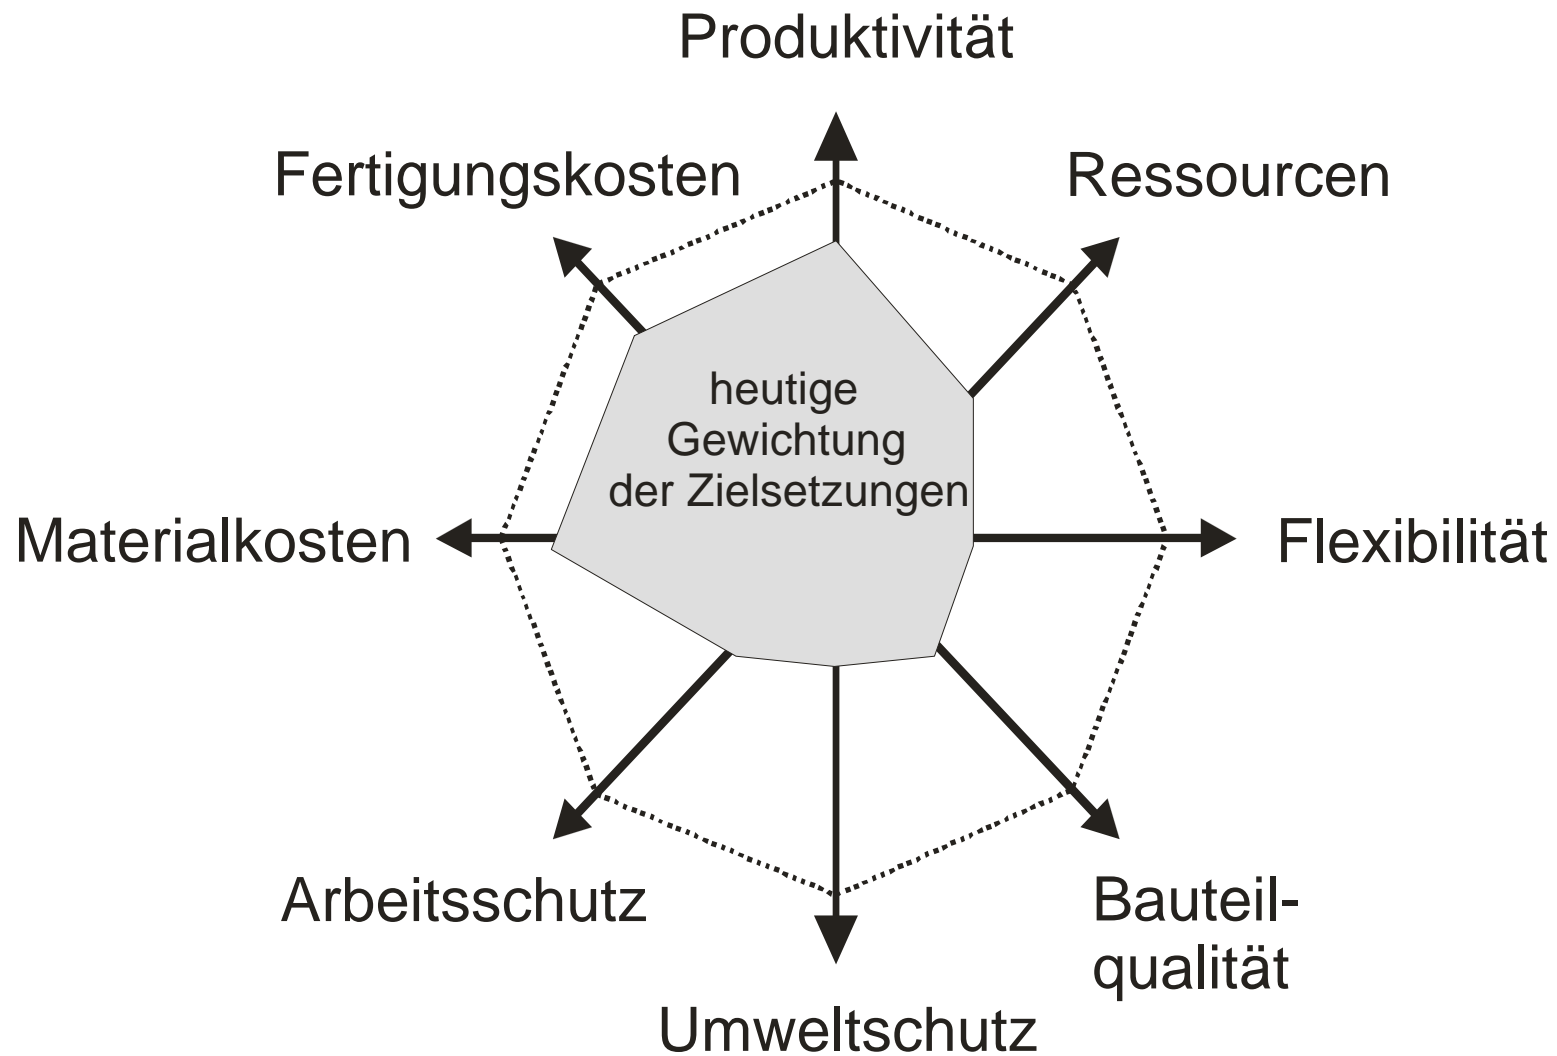 Produktivität
Fertigungskosten
Ressourcen
heutige
Gewichtung
der Zielsetzungen
Materialkosten
Flexibilität
Arbeitsschutz
Bauteil-
qualität
Umweltschutz